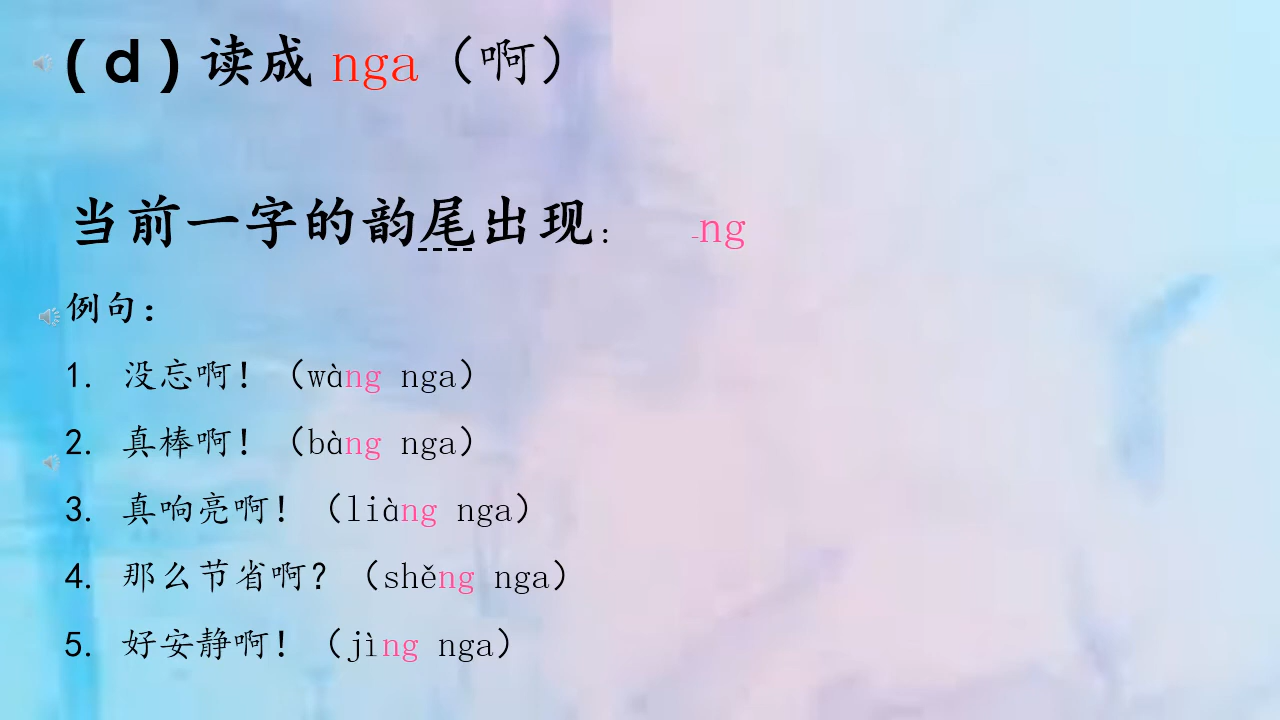 (d)读成 nga（啊）
当前一字的韵尾出现： -ng
例句：
1. 没忘啊！（wàng nga）
2. 真棒啊！（bàng nga）
3. 真响亮啊！（liàng nga）
4. 那么节省啊？（shěng nga）
5. 好安静啊！（jìng nga）